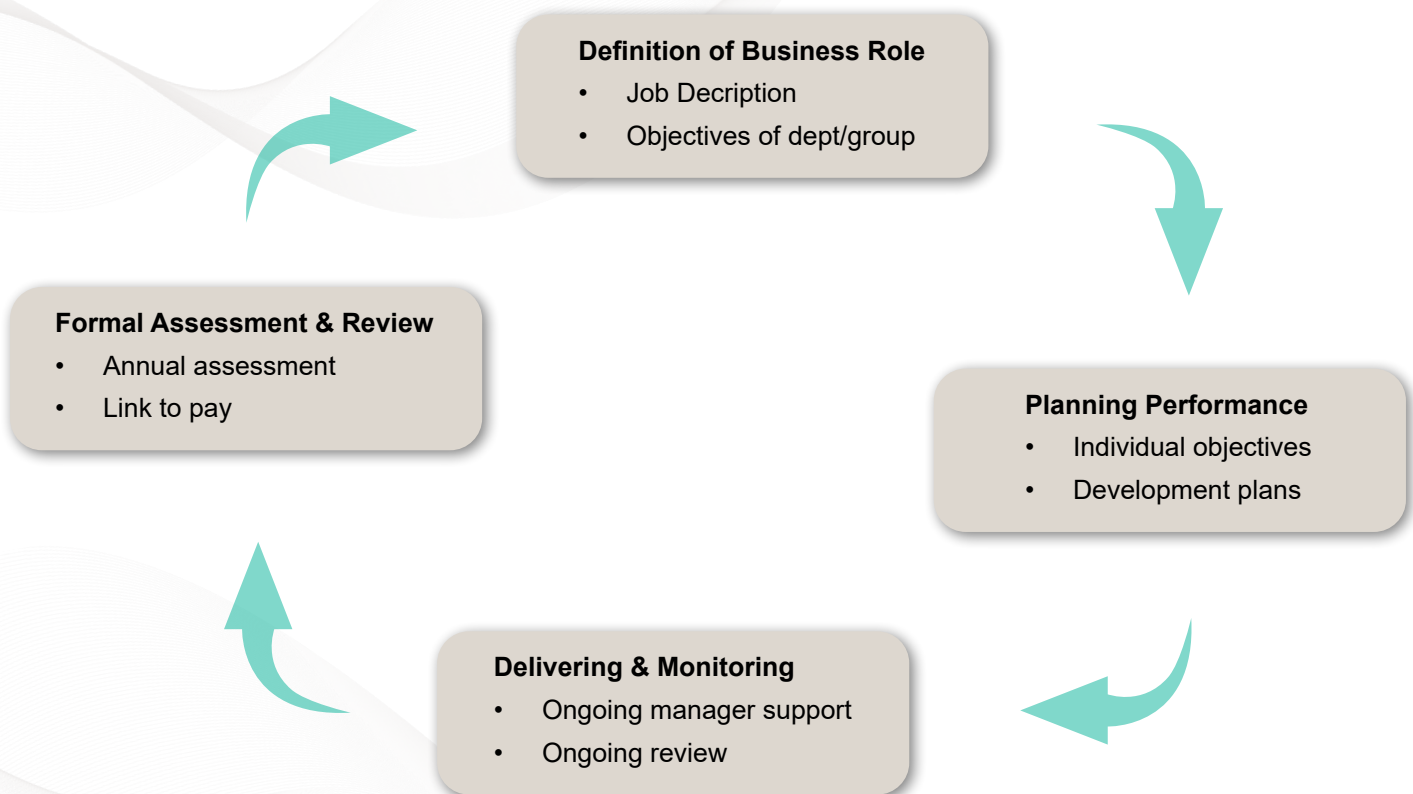 Definition of Business Role
• Job Decription
• Objectives of dept/group
Formal Assessment & Review
• Annual assessment
• Link to pay
Planning Performance
• Individual objectives
• Development plans
Delivering & Monitoring
• Ongoing manager support
• Ongoing review